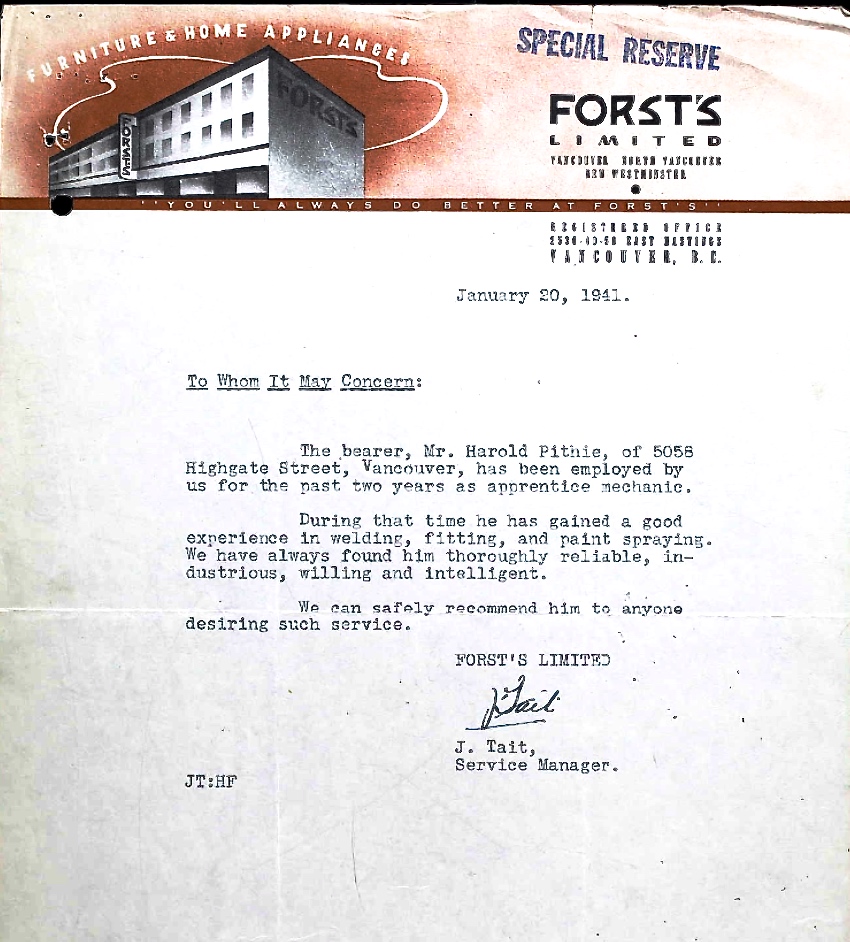 FURNITURE & HOME APPLIANCES
SPECIAL RESERVE
FORST'S
FORSTS
FORST'S
LIMITED
VANCOUVER NORTH VANCOUVER
NEW WESTMINSTER
"YOU'LL ALWAYS DO BETTER AT FORST'S"
REGISTERED OFFICE
EAST HASTINGS
VANCOUVER, B.C.
January 20, 1941.
To Whom It May Concern:
The bearer, Mr. Harold Pithie, of 5058
Highgate Street, Vancouver, has been employed by
us for the past two years as apprentice mechanic.
During that time he has gained a good
experience in welding, fitting, and paint spraying.
We have always found him thoroughly reliable, in-
dustrious, willing and intelligent.
We can safely recommend him to anyone
desiring such service.
FORST'S LIMITED
J. Tait
J. Tait,
Service Manager.
JT:HF